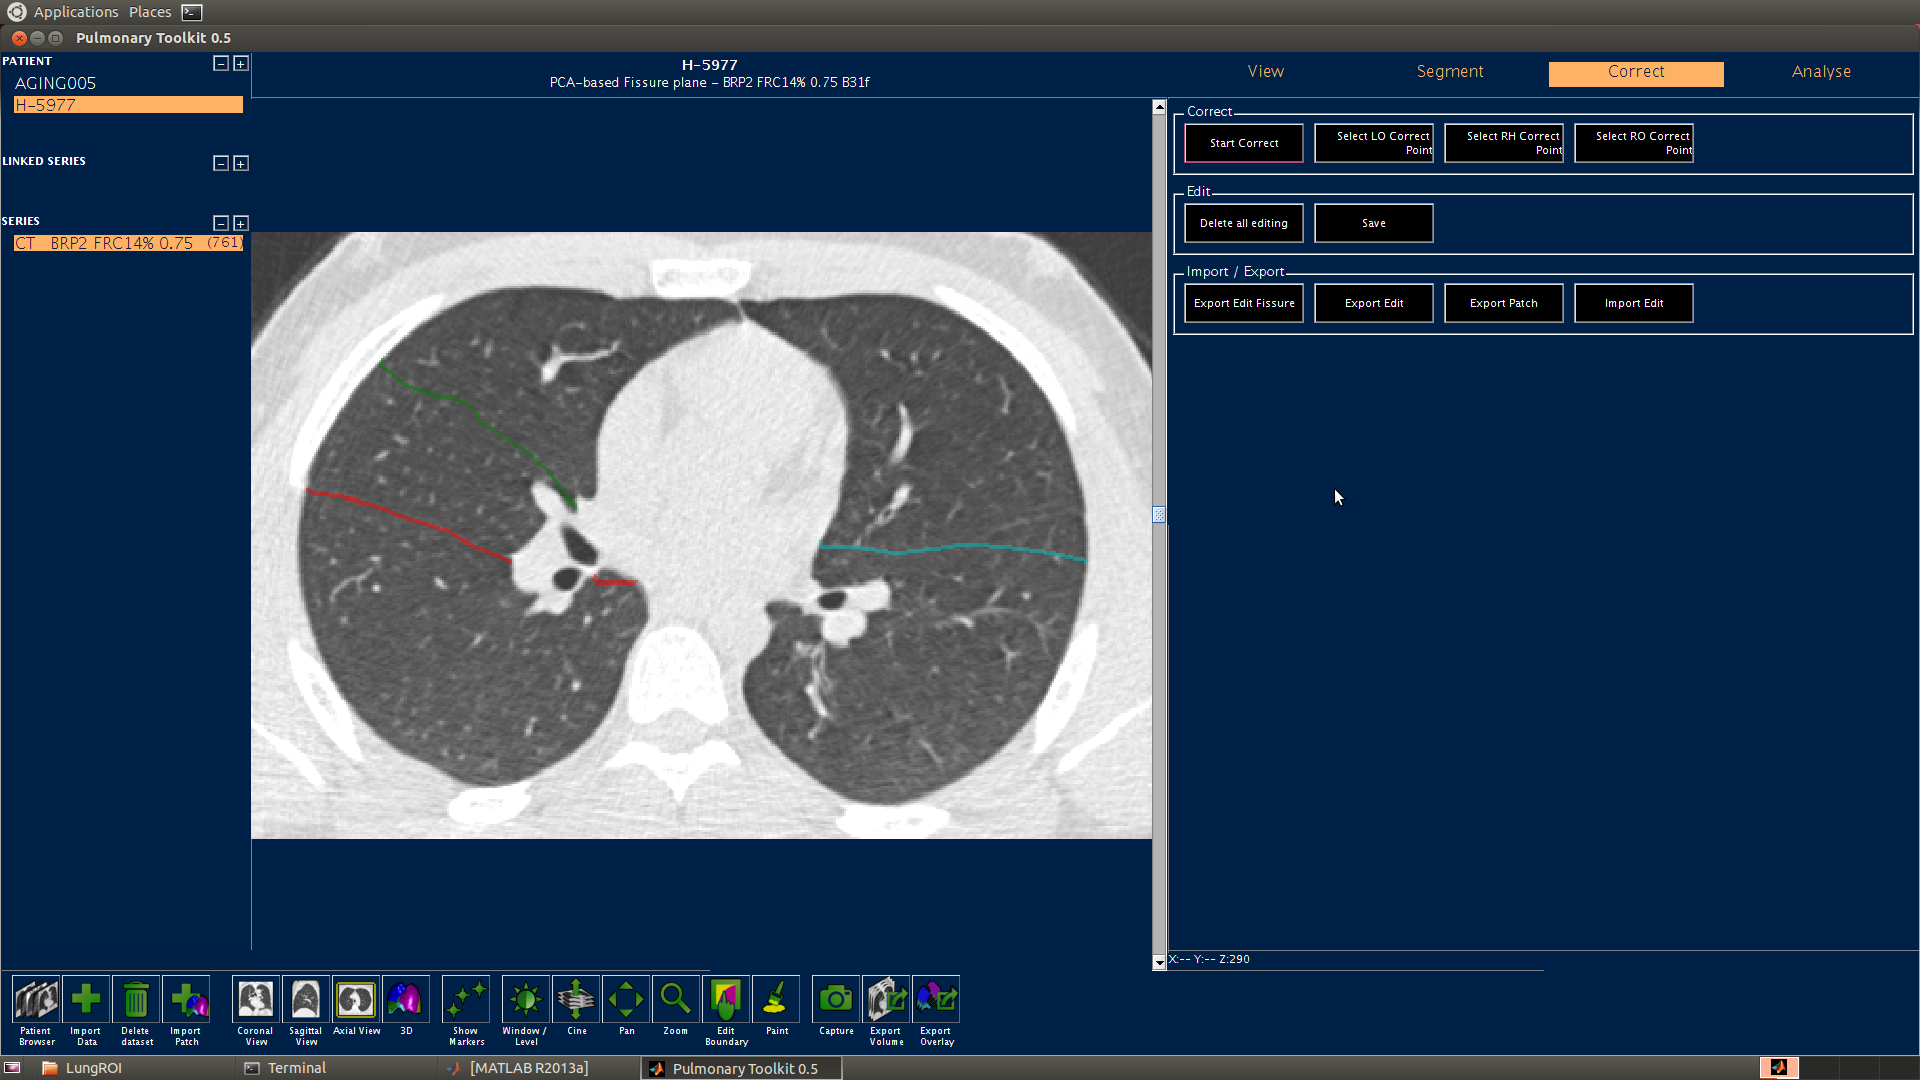 Applications Places
Pulmonary Toolkit 0.5
PATIENT
AGING005
H-5977
LINKED SERIES
SERIES
CT BRP2 FRC14% 0.75 (761)
H-5977
PCA-based Fissure plane – BRP2 FRC14% 0.75 B31f
View Segment Correct Analyse
Correct
Start Correct
Select LO Correct
Point
Select RH Correct
Point
Select RO Correct
Point
Edit
Delete all editing
Save
Import / Export
Export Edit Fissure
Export Edit
Export Patch
Import Edit
X:-- Y:-- Z:290
Patient
Browser
Import
Data
Delete
dataset
Import
Patch
Coronal
View
Sagittal
View
Axial View
3D
Show
Markers
Window /
Level
Cine
Pan
Zoom
Edit
Boundary
Paint
Capture
Export
Volume
Export
Overlay
LungROI
Terminal
[MATLAB R2013a]
Pulmonary Toolkit 0.5